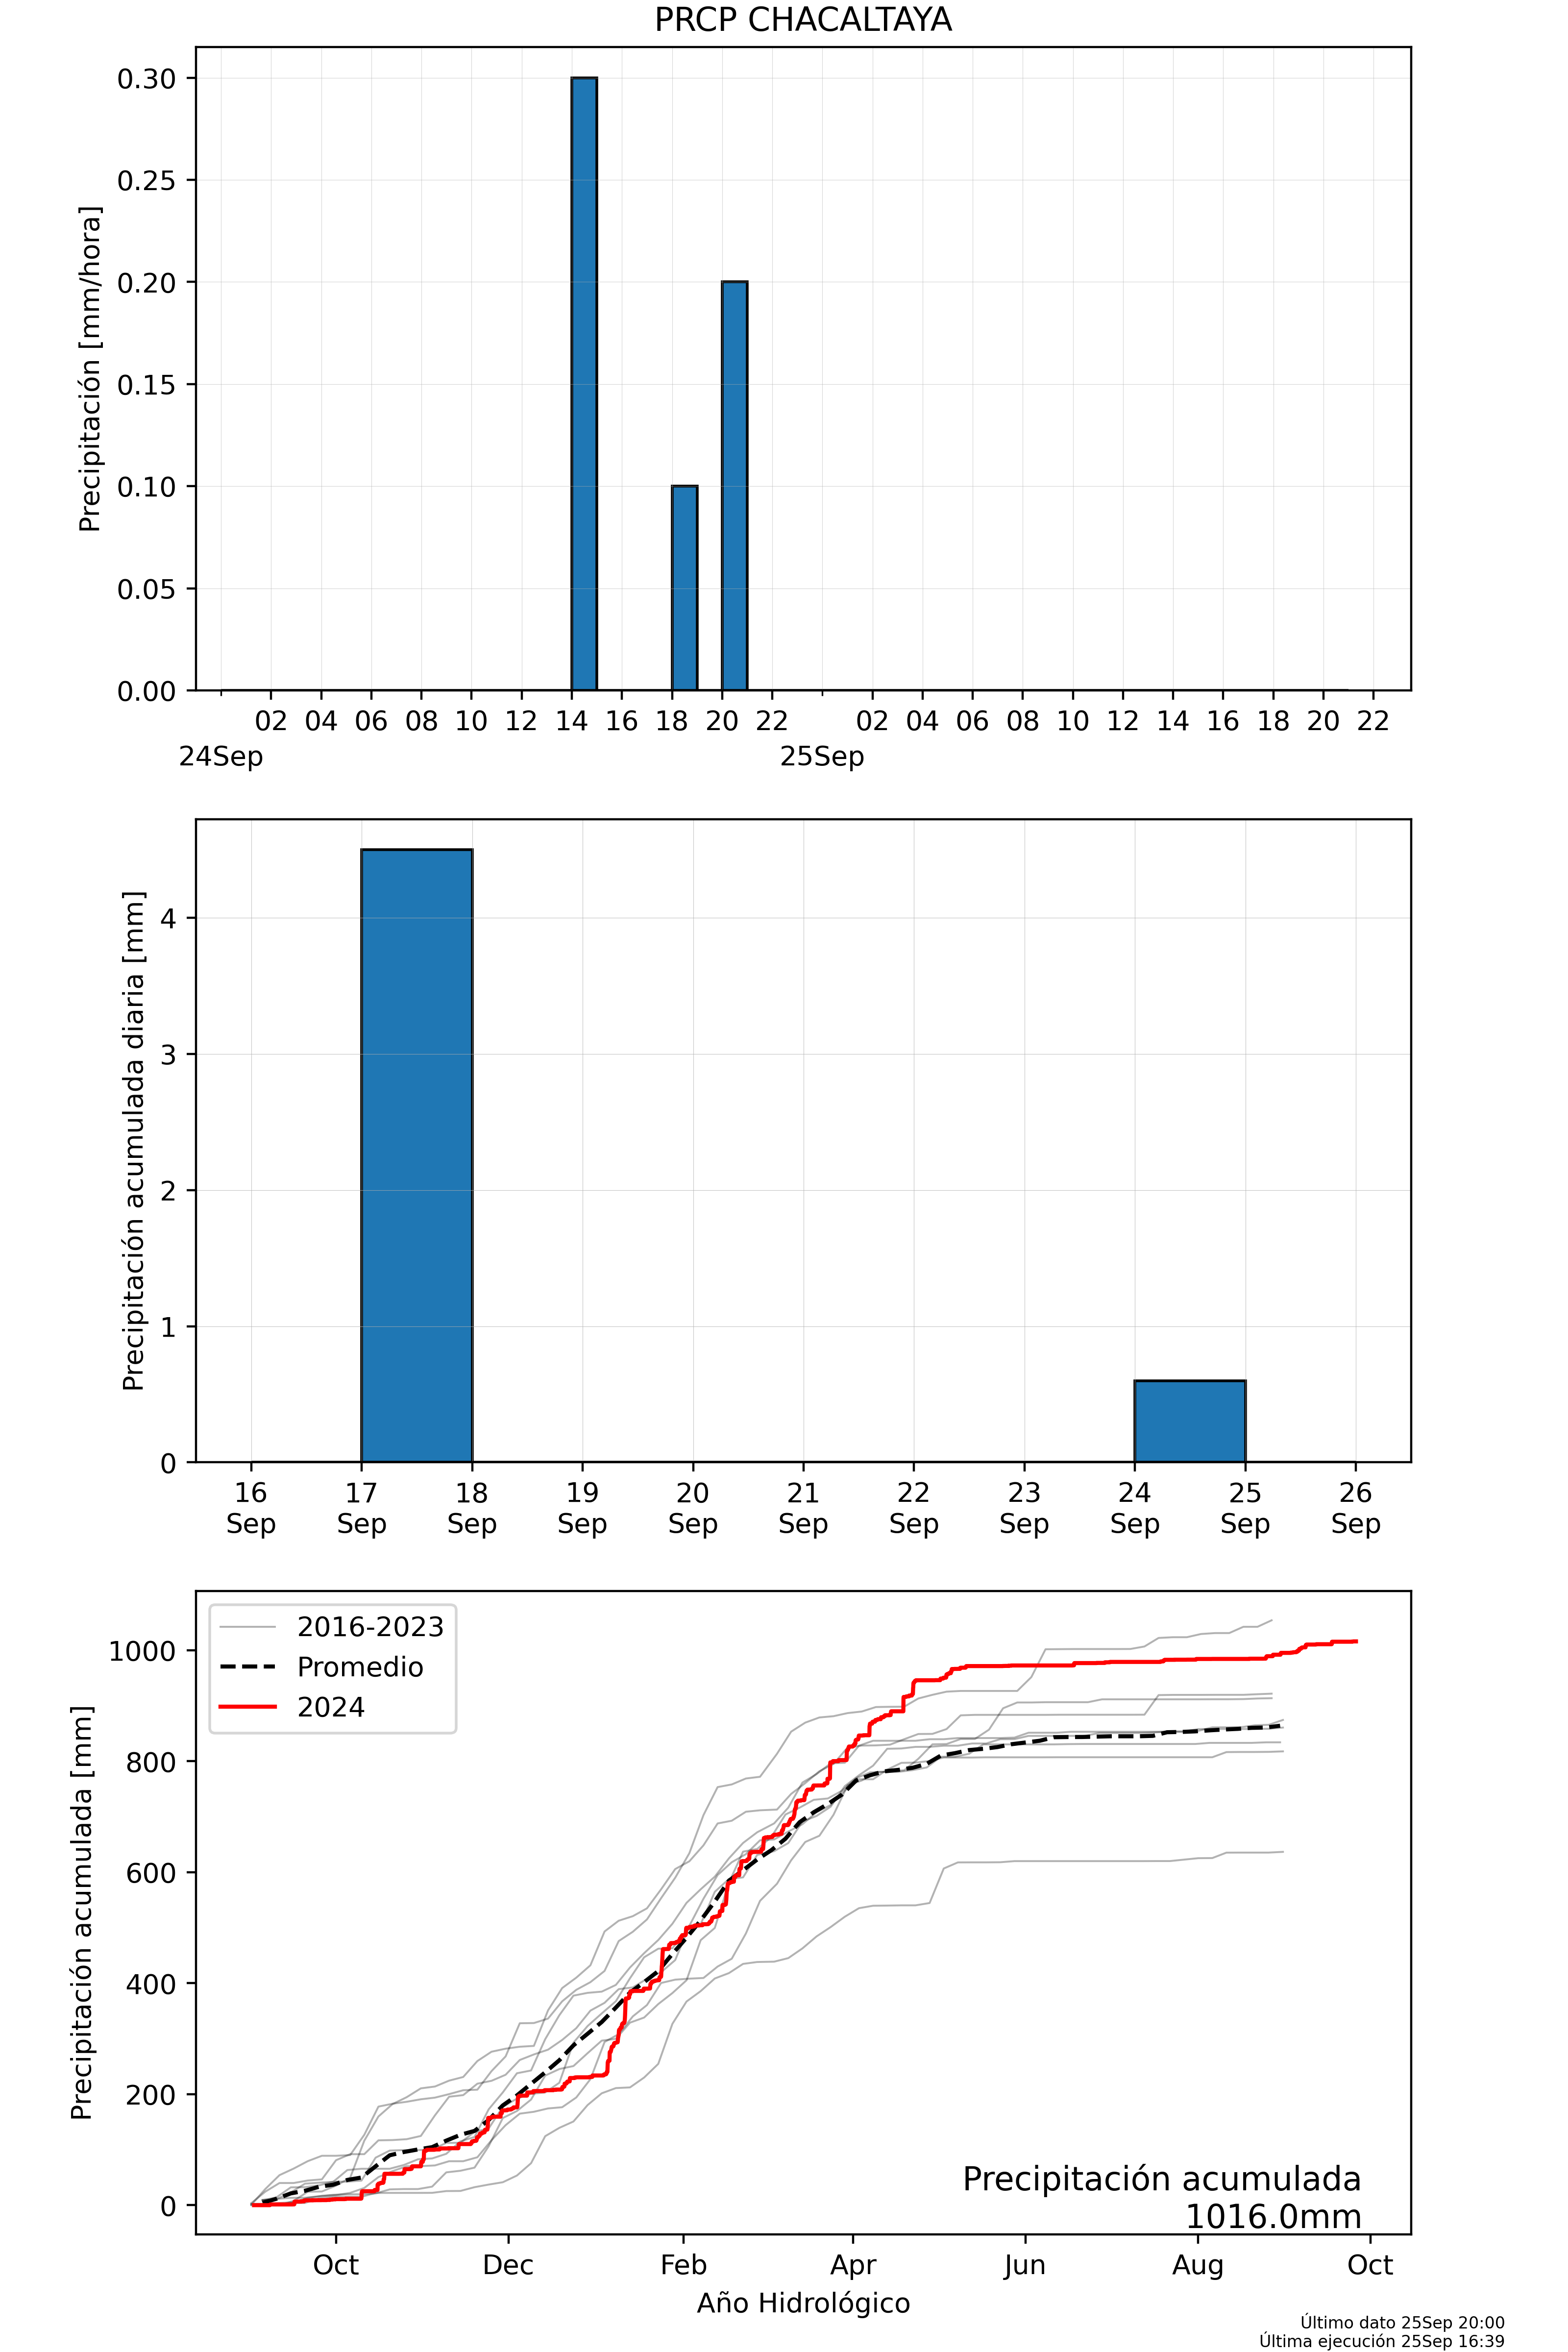 PRCP CHACALTAYA
Precipitación [mm/hora]
0.30
0.25
0.20
0.15
0.10
0.05
0.00
02 04 06 08 10 12 14 16 18 20 22 02 04 06 08 10 12 14 16 18 20 22
24Sep 25Sep
Precipitación acumulada diaria [mm]
4
3
2
1
0
16 17 18 19 20 21 22 23 24 25 26
Sep Sep Sep Sep Sep Sep Sep Sep Sep Sep Sep
Precipitación acumulada [mm]
1000
800
600
400
200
0
2016-2023
Promedio
2024
Precipitación acumulada
1016.0mm
Oct Dec Feb Apr Jun Aug Oct
Año Hidrológico
Último dato 25Sep 20:00
Última ejecución 25Sep 16:39